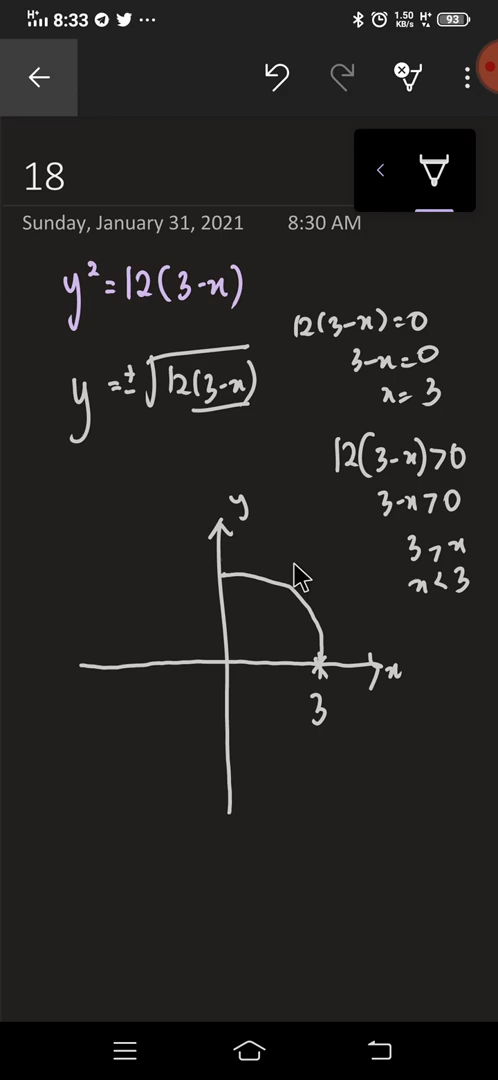 H+ 8:33 ... 1.50 KB/s H+ 93
18
Sunday, January 31, 2021 8:30 AM
y² = 12(3-x)
y = ±√12(3-x)
12(3-x)=0
3-x=0
x= 3
12(3-x)>0
3-x>0
3>x
x<3
y
x
3